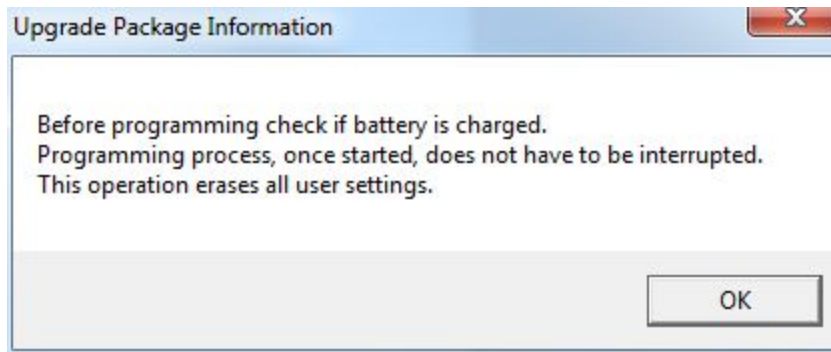 Upgrade Package Information
X
Before programming check if battery is charged.
Programming process, once started, does not have to be interrupted.
This operation erases all user settings.
OK